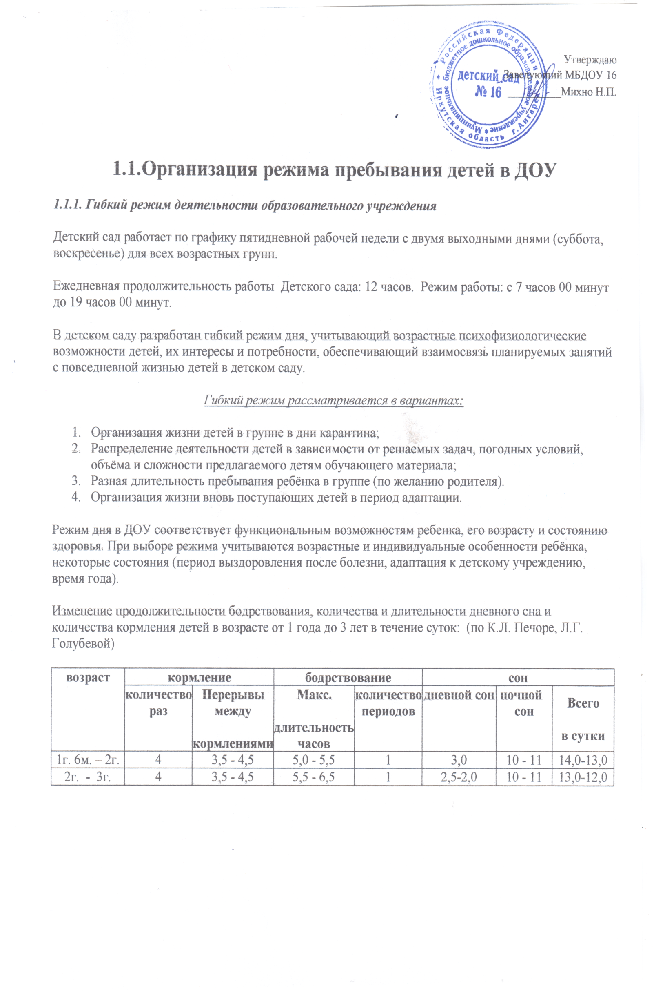 Российская Федерация * Иркутская область г.Ангарск *
Муниципальное бюджетное дошкольное образовательное учреждение *
детский сад
№ 16
Утверждаю
Заведующий МБДОУ 16
__________Михно Н.П.
1.1.Организация режима пребывания детей в ДОУ
1.1.1. Гибкий режим деятельности образовательного учреждения
Детский сад работает по графику пятидневной рабочей недели с двумя выходными днями (суббота,
воскресенье) для всех возрастных групп.
Ежедневная продолжительность работы  Детского сада: 12 часов.  Режим работы: с 7 часов 00 минут
до 19 часов 00 минут.
В детском саду разработан гибкий режим дня, учитывающий возрастные психофизиологические
возможности детей, их интересы и потребности, обеспечивающий взаимосвязь планируемых занятий
с повседневной жизнью детей в детском саду.
Гибкий режим рассматривается в вариантах:
1. Организация жизни детей в группе в дни карантина;
2. Распределение деятельности детей в зависимости от решаемых задач, погодных условий,
объёма и сложности предлагаемого детям обучающего материала;
3. Разная длительность пребывания ребёнка в группе (по желанию родителя).
4. Организация жизни вновь поступающих детей в период адаптации.
Режим дня в ДОУ соответствует функциональным возможностям ребенка, его возрасту и состоянию
здоровья. При выборе режима учитываются возрастные и индивидуальные особенности ребёнка,
некоторые состояния (период выздоровления после болезни, адаптация к детскому учреждению,
время года).
Изменение продолжительности бодрствования, количества и длительности дневного сна и
количества кормления детей в возрасте от 1 года до 3 лет в течение суток:  (по К.Л. Печоре, Л.Г.
Голубевой)
возраст кормление бодрствование сон
количество раз Перерывы между кормлениями Макс. длительность часов количество периодов дневной сон ночной сон Всего в сутки
1г. 6м. – 2г. 4 3,5 - 4,5 5,0 - 5,5 1 3,0 10 - 11 14,0-13,0
2г.  -  3г. 4 3,5 - 4,5 5,5 - 6,5 1 2,5-2,0 10 - 11 13,0-12,0